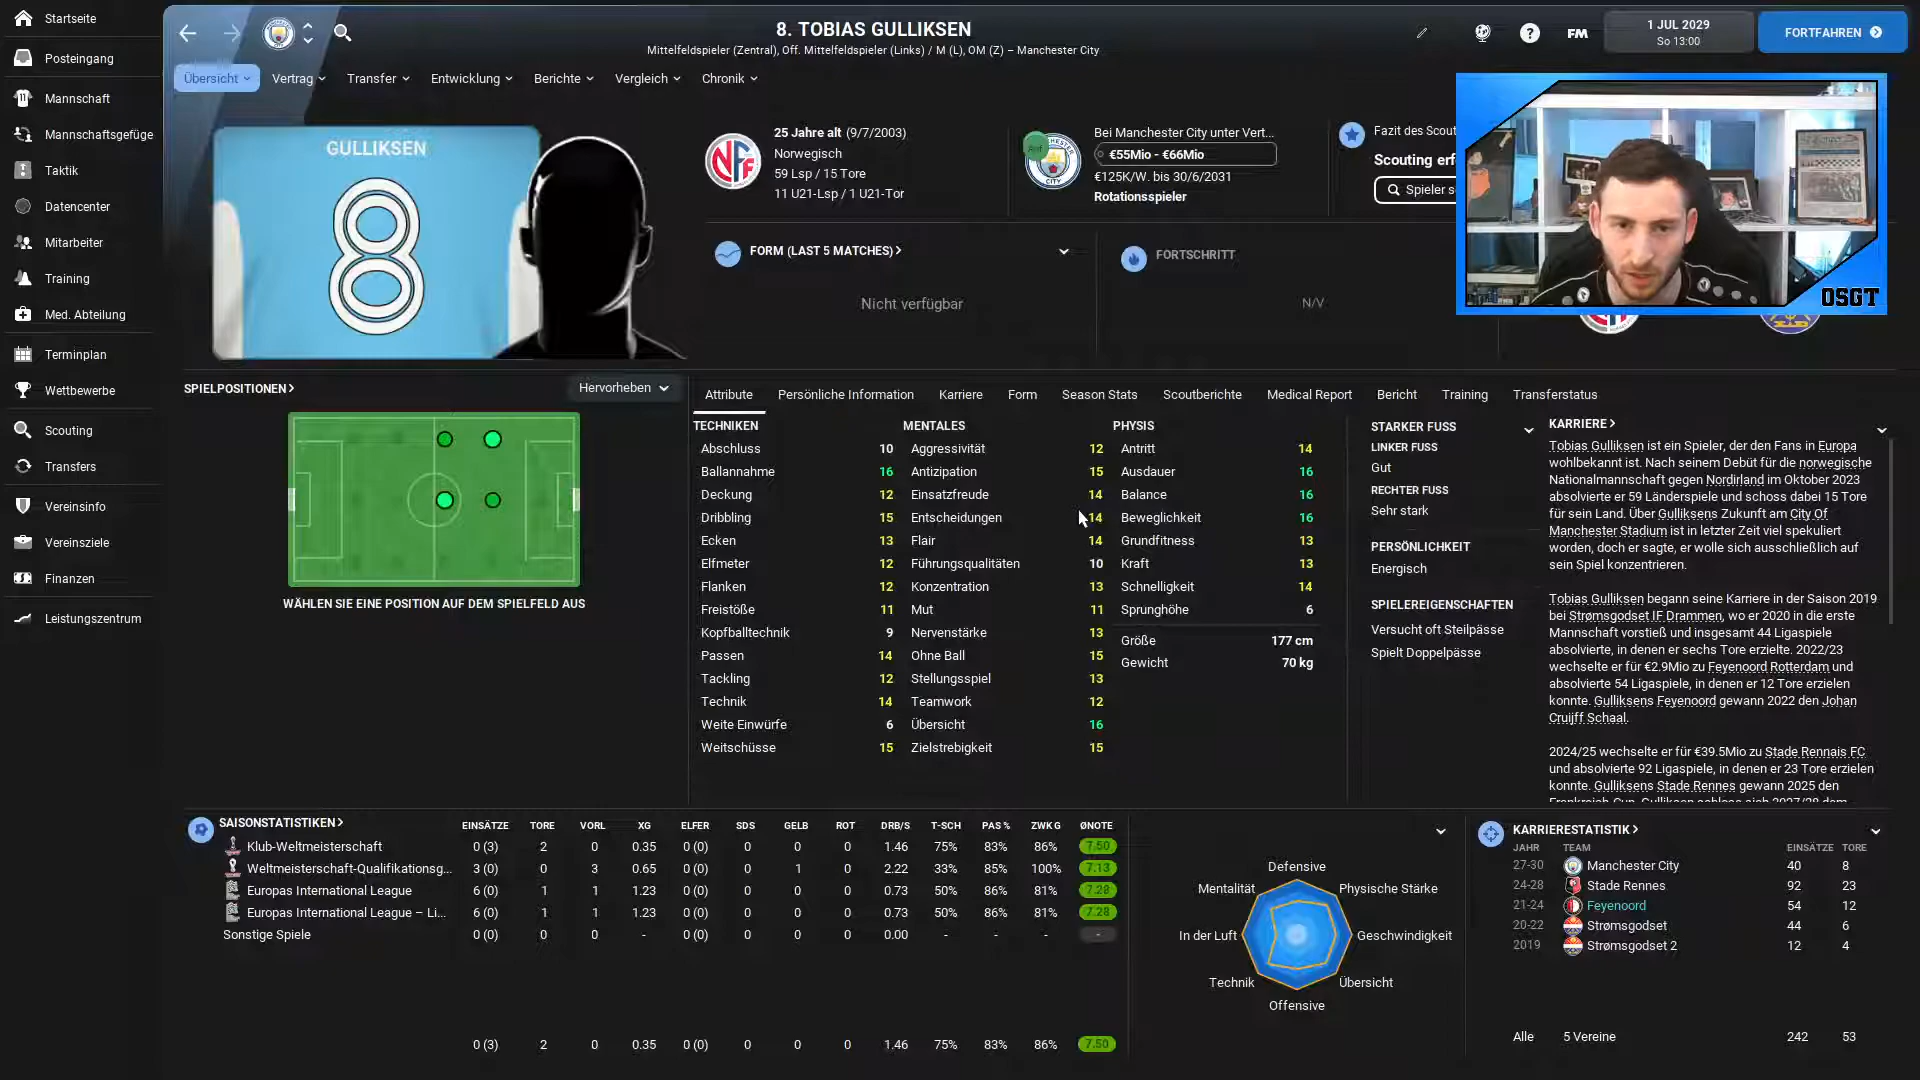 Startseite
Posteingang
Mannschaft
Mannschaftsgefüge
Taktik
Datencenter
Mitarbeiter
Training
Med. Abteilung
Terminplan
Wettbewerbe
Scouting
Transfers
Vereinsinfo
Vereinsziele
Finanzen
Leistungszentrum
8. TOBIAS GULLIKSEN
Mittelfeldspieler (Zentral), Off. Mittelfeldspieler (Links) / M (L), OM (Z) – Manchester City
FM
1 JUL 2029
So 13:00
FORTFAHREN
Übersicht Vertrag Transfer Entwicklung Berichte Vergleich Chronik
GULLIKSEN
8
25 Jahre alt (9/7/2003)
Norwegisch
59 Lsp / 15 Tore
11 U21-Lsp / 1 U21-Tor
Bei Manchester City unter Vert...
€55Mio - €66Mio
€125K/W. bis 30/6/2031
Rotationsspieler
Fazit des Scout
Scouting erf
Spieler s
OSGT
FORM (LAST 5 MATCHES)
Nicht verfügbar
FORTSCHRITT
N/V
SPIELPOSITIONEN
Hervorheben
WÄHLEN SIE EINE POSITION AUF DEM SPIELFELD AUS
Attribute Persönliche Information Karriere Form Season Stats Scoutberichte Medical Report Bericht Training Transferstatus
TECHNIKEN
Abschluss 10
Ballannahme 16
Deckung 12
Dribbling 15
Ecken 13
Elfmeter 12
Flanken 12
Freistöße 11
Kopfballtechnik 9
Passen 14
Tackling 12
Technik 14
Weite Einwürfe 6
Weitschüsse 15
MENTALES
Aggressivität 12
Antizipation 15
Einsatzfreude 14
Entscheidungen 14
Flair 14
Führungsqualitäten 10
Konzentration 13
Mut 11
Nervenstärke 13
Ohne Ball 15
Stellungsspiel 13
Teamwork 12
Übersicht 16
Zielstrebigkeit 15
PHYSIS
Antritt 14
Ausdauer 16
Balance 16
Beweglichkeit 16
Grundfitness 13
Kraft 13
Schnelligkeit 14
Sprunghöhe 6
Größe 177 cm
Gewicht 70 kg
STARKER FUSS
LINKER FUSS
Gut
RECHTER FUSS
Sehr stark
PERSÖNLICHKEIT
Energisch
SPIELEREIGENSCHAFTEN
Versucht oft Steilpässe
Spielt Doppelpässe
KARRIERE
Tobias Gulliksen ist ein Spieler, der den Fans in Europa
wohlbekannt ist. Nach seinem Debüt für die norwegische
Nationalmannschaft gegen Nordirland im Oktober 2023
absolvierte er 59 Länderspiele und schoss dabei 15 Tore
für sein Land. Über Gulliksens Zukunft am City Of
Manchester Stadium ist in letzter Zeit viel spekuliert
worden, doch er sagte, er wolle sich ausschließlich auf
sein Spiel konzentrieren.
Tobias Gulliksen begann seine Karriere in der Saison 2019
bei Strømsgodset IF Drammen, wo er 2020 in die erste
Mannschaft vorstieß und insgesamt 44 Ligaspiele
absolvierte, in denen er sechs Tore erzielte. 2022/23
wechselte er für €2.9Mio zu Feyenoord Rotterdam und
absolvierte 54 Ligaspiele, in denen er 12 Tore erzielen
konnte. Gulliksens Feyenoord gewann 2022 den Johan
Cruijff Schaal.
2024/25 wechselte er für €39.5Mio zu Stade Rennais FC
und absolvierte 92 Ligaspiele, in denen er 23 Tore erzielen
konnte. Gulliksens Stade Rennes gewann 2025 den
SAISONSTATISTIKEN EINSÄTZE TORE VORL XG ELFER SDS GELB ROT DRB/S T-SCH PAS % ZWK G ØNOTE
Klub-Weltmeisterschaft 0 (3) 2 0 0.35 0 (0) 0 0 0 1.46 75% 83% 86% 7.50
Weltmeisterschaft-Qualifikationsg... 3 (0) 0 3 0.65 0 (0) 0 1 0 2.22 33% 85% 100% 7.13
Europas International League 6 (0) 1 1 1.23 0 (0) 0 0 0 0.73 50% 86% 81% 7.28
Europas International League – Li... 6 (0) 1 1 1.23 0 (0) 0 0 0 0.73 50% 86% 81% 7.28
Sonstige Spiele 0 (0) 0 0 - 0 (0) 0 0 0 0.00 - - - -
0 (3) 2 0 0.35 0 (0) 0 0 0 1.46 75% 83% 86% 7.50
Defensive
Mentalität Physische Stärke
In der Luft Geschwindigkeit
Technik Übersicht
Offensive
KARRIERESTATISTIK
JAHR TEAM EINSÄTZE TORE
27-30 Manchester City 40 8
24-28 Stade Rennes 92 23
21-24 Feyenoord 54 12
20-22 Strømsgodset 44 6
2019 Strømsgodset 2 12 4
Alle 5 Vereine 242 53